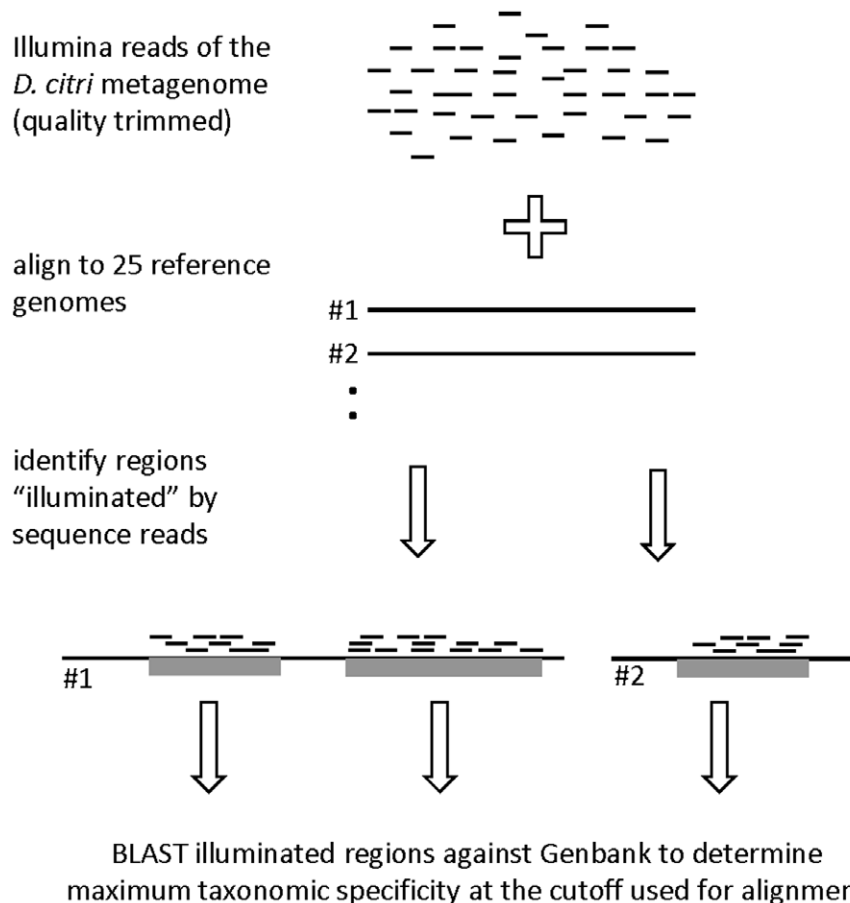 Illumina reads of the
D. citri metagenome
(quality trimmed)
align to 25 reference
genomes
#1
#2
identify regions
“illuminated” by
sequence reads
#1
#2
BLAST illuminated regions against Genbank to determine
maximum taxonomic specificity at the cutoff used for